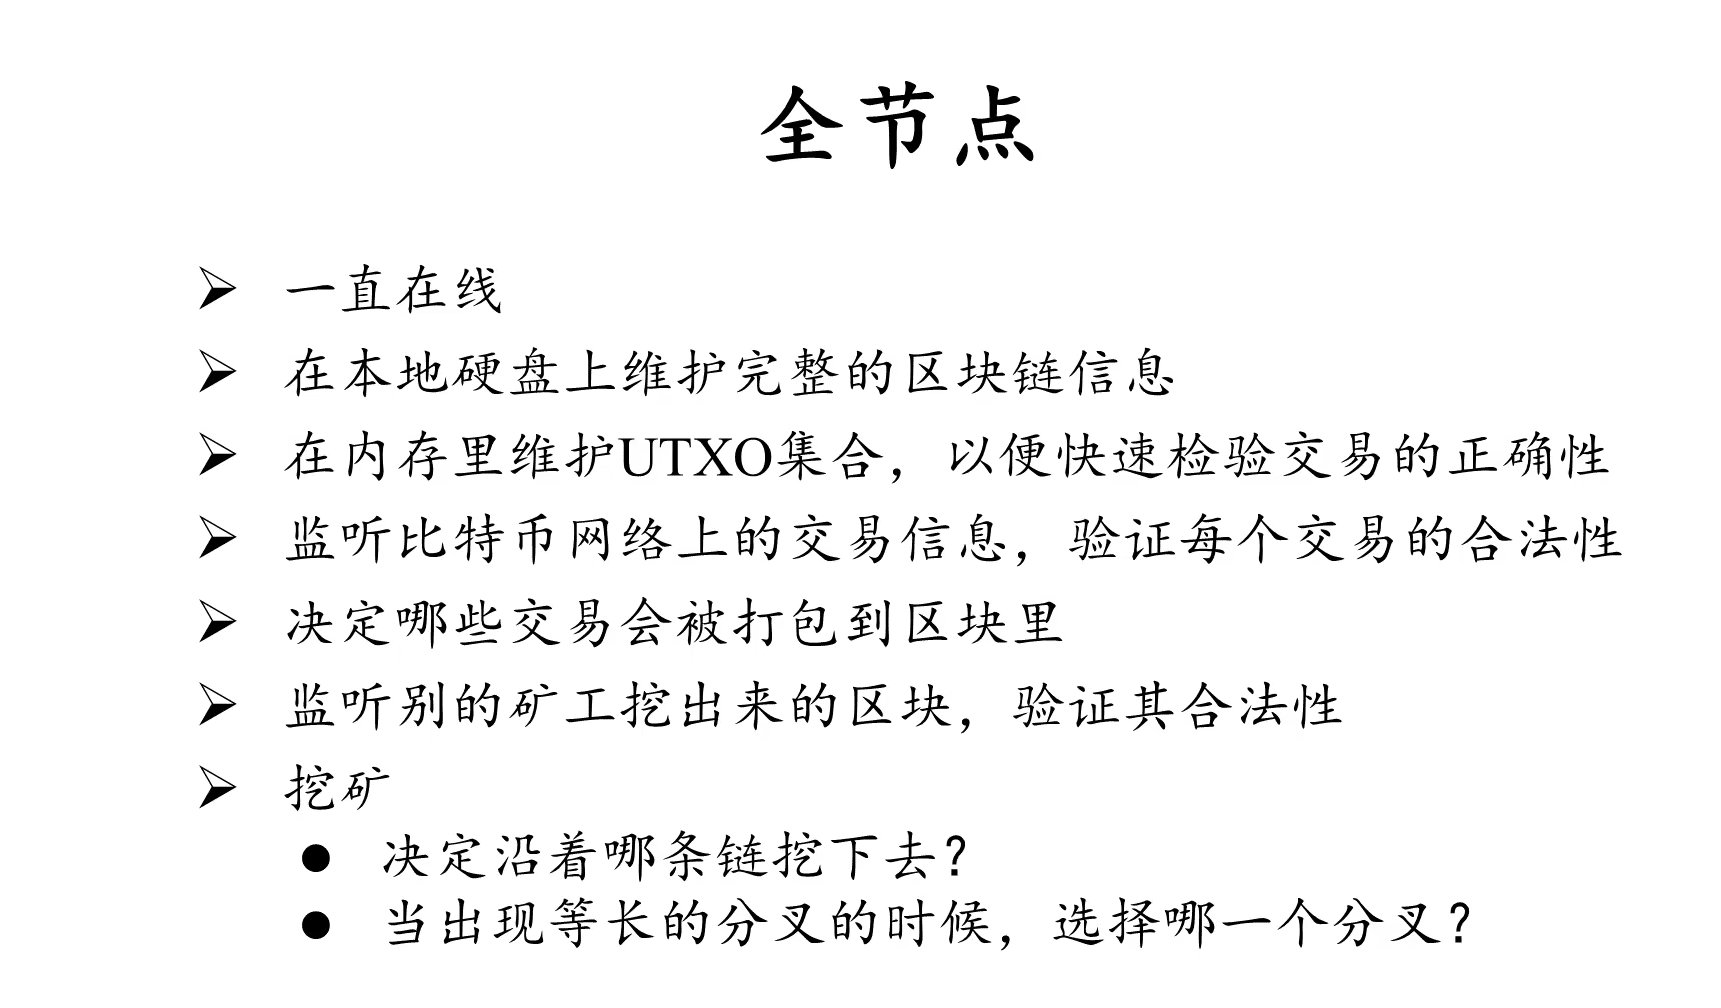 全节点
一直在线
在本地硬盘上维护完整的区块链信息
在内存里维护UTXO集合，以便快速检验交易的正确性
监听比特币网络上的交易信息，验证每个交易的合法性
决定哪些交易会被打包到区块里
监听别的矿工挖出来的区块，验证其合法性
挖矿
决定沿着哪条链挖下去？
当出现等长的分叉的时候，选择哪一个分叉？